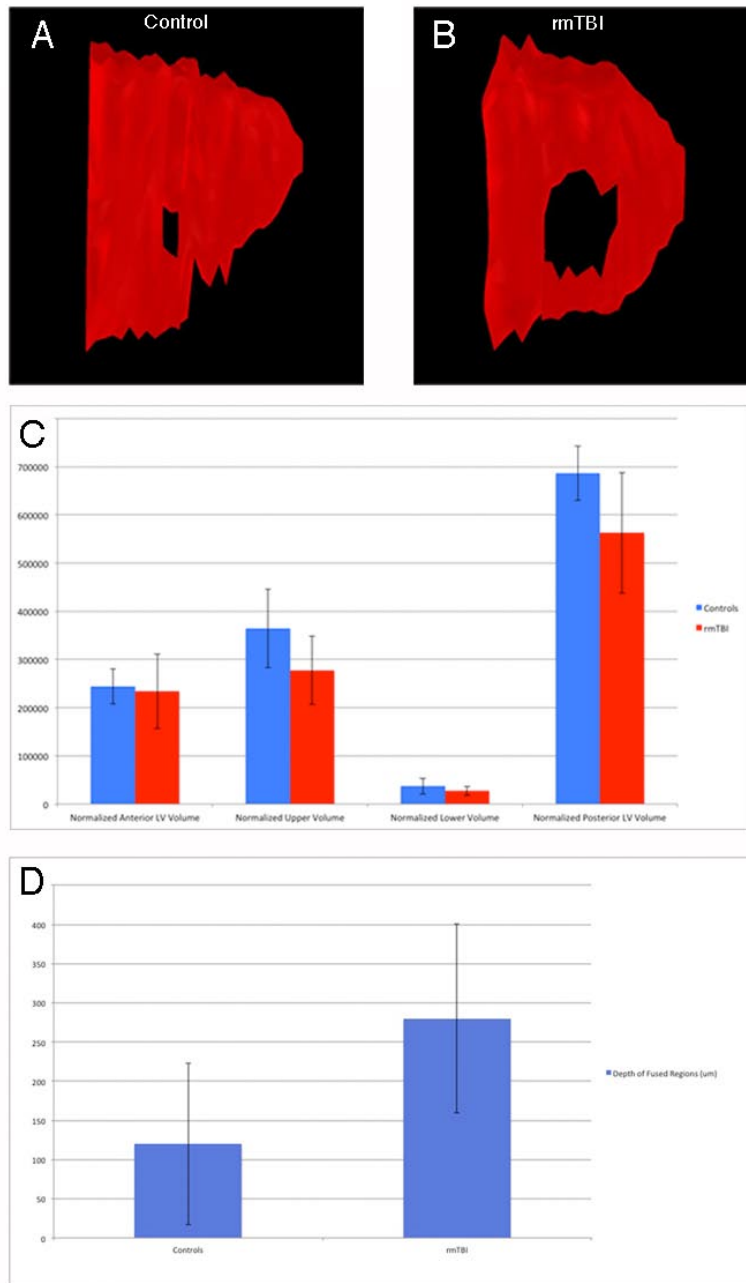 A
Control
B
rmTBI
C
700000
600000
500000
400000
300000
200000
100000
0
Normalized Anterior LV Volume
Normalized Upper Volume
Normalized Lower Volume
Normalized Posterior LV Volume
Controls
rmTBI
D
400
350
300
250
200
150
100
50
0
Controls
rmTBI
Depth of Fused Regions (um)